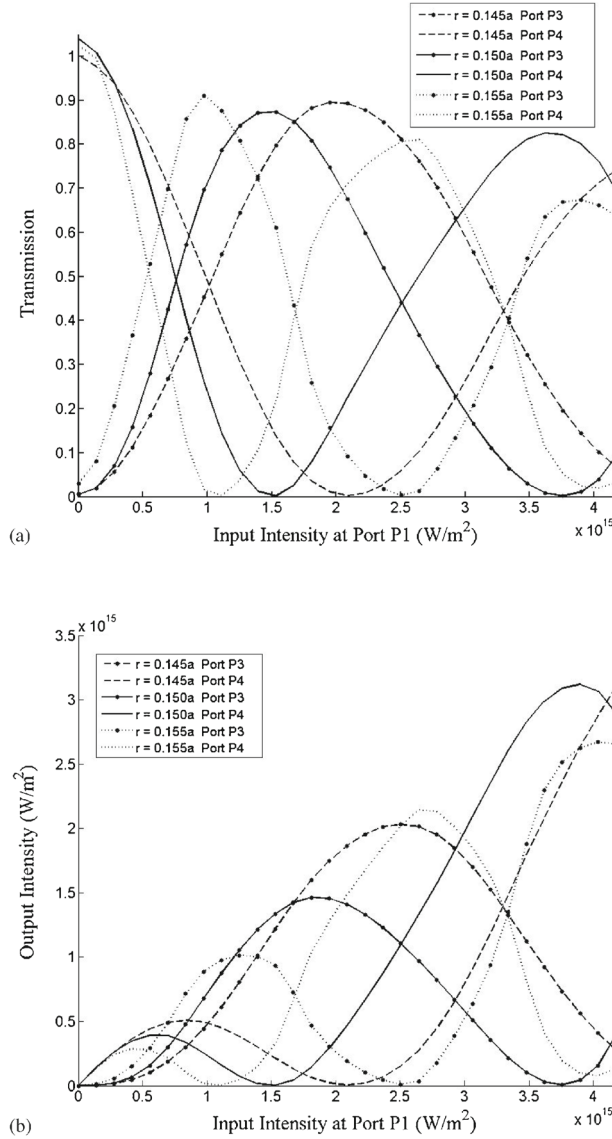 r = 0.145a Port P3
r = 0.145a Port P4
r = 0.150a Port P3
r = 0.150a Port P4
r = 0.155a Port P3
r = 0.155a Port P4
1
0.9
0.8
0.7
0.6
0.5
0.4
0.3
0.2
0.1
0
Transmission
0 0.5 1 1.5 2 2.5 3 3.5 4
x 10^15
Input Intensity at Port P1 (W/m^2)
(a)
x 10^15
3.5
3
2.5
2
1.5
1
0.5
0
Output Intensity (W/m^2)
r = 0.145a Port P3
r = 0.145a Port P4
r = 0.150a Port P3
r = 0.150a Port P4
r = 0.155a Port P3
r = 0.155a Port P4
0 0.5 1 1.5 2 2.5 3 3.5 4
x 10^15
Input Intensity at Port P1 (W/m^2)
(b)